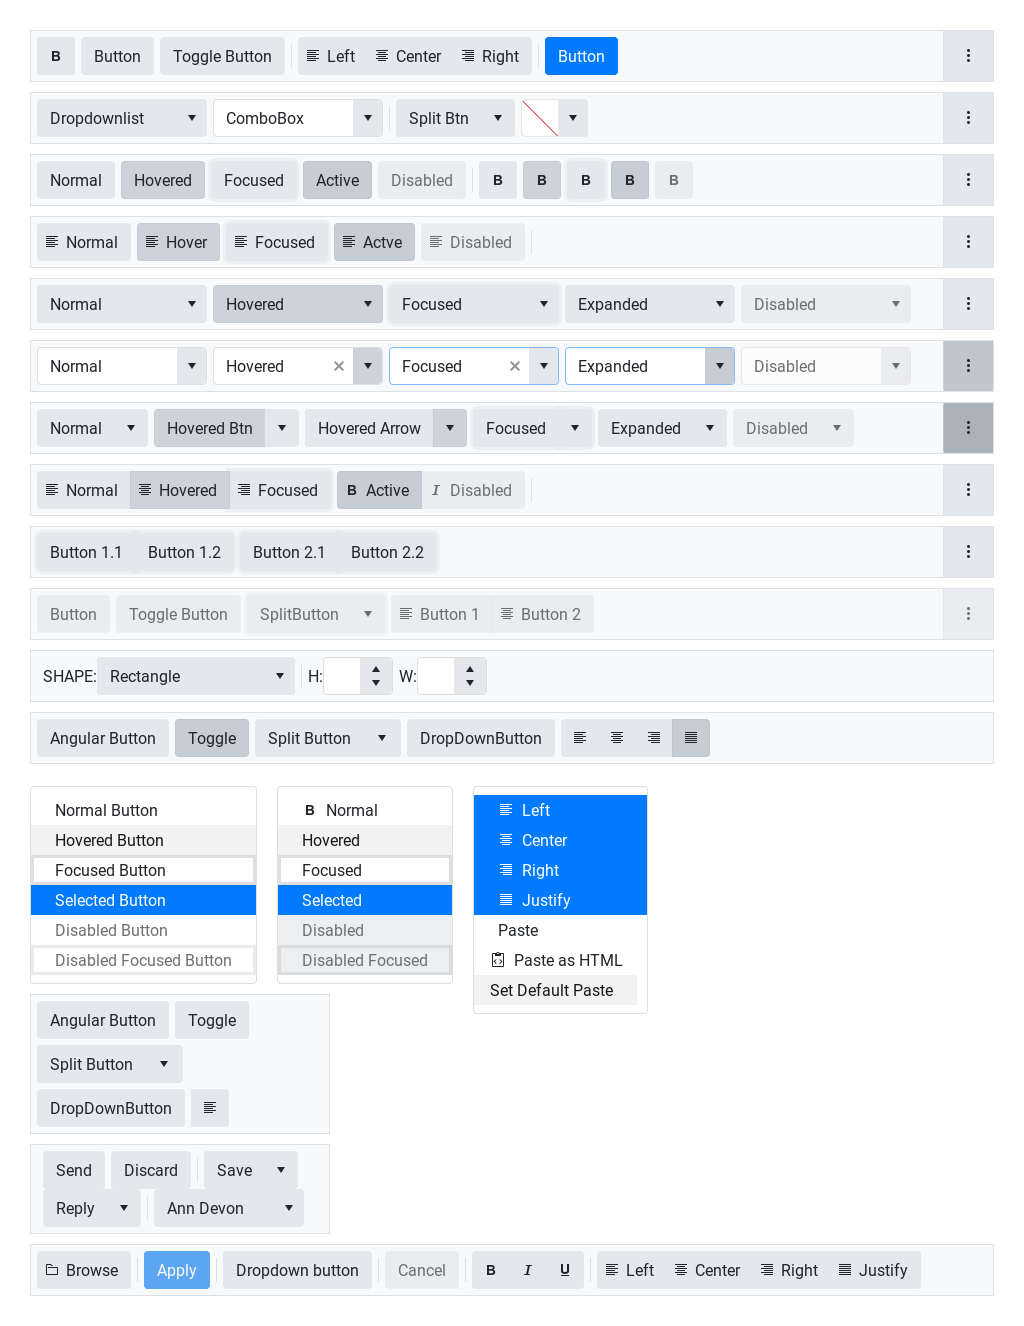 B Button Toggle Button Left Center Right Button
Dropdownlist ComboBox Split Btn
Normal Hovered Focused Active Disabled B B B B B
Normal Hover Focused Actve Disabled
Normal Hovered Focused Expanded Disabled
Normal Hovered Focused Expanded Disabled
Normal Hovered Btn Hovered Arrow Focused Expanded Disabled
Normal Hovered Focused B Active I Disabled
Button 1.1 Button 1.2 Button 2.1 Button 2.2
Button Toggle Button SplitButton Button 1 Button 2
SHAPE: Rectangle H: W:
Angular Button Toggle Split Button DropDownButton
Normal Button
Hovered Button
Focused Button
Selected Button
Disabled Button
Disabled Focused Button
B Normal
Hovered
Focused
Selected
Disabled
Disabled Focused
Left
Center
Right
Justify
Paste
Paste as HTML
Set Default Paste
Angular Button Toggle
Split Button
DropDownButton
Send Discard Save
Reply Ann Devon
Browse Apply Dropdown button Cancel B I U Left Center Right Justify